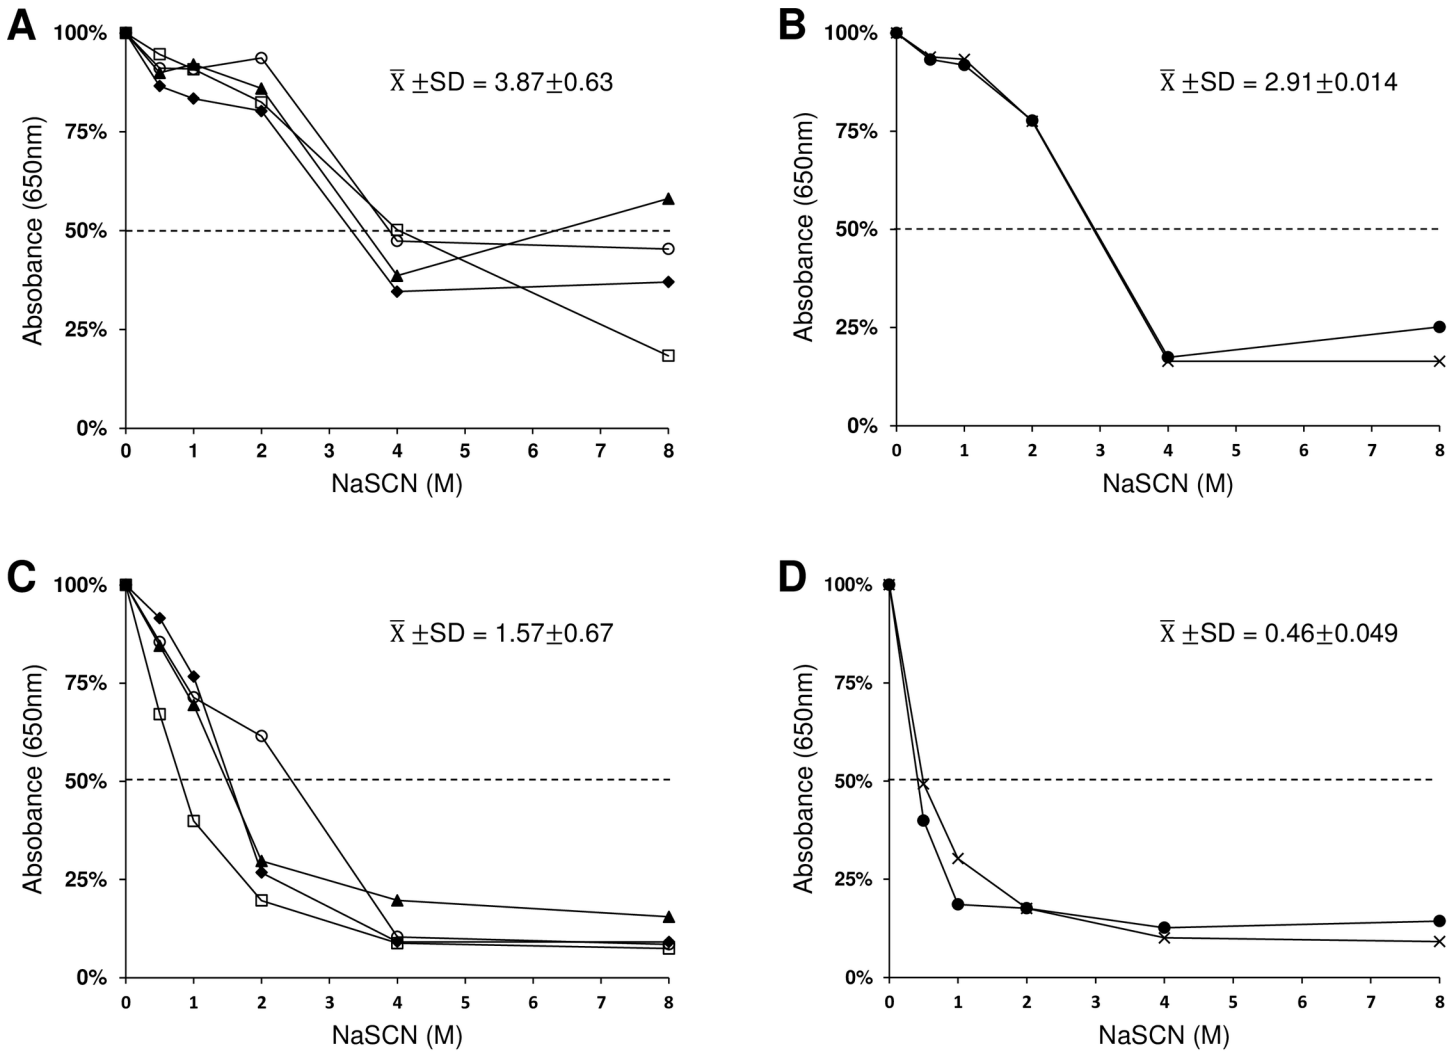 A
100%
75%
50%
25%
0%
Absobance (650nm)
X̅ ±SD = 3.87±0.63
0 1 2 3 4 5 6 7 8
NaSCN (M)
B
100%
75%
50%
25%
0%
Absobance (650nm)
X̅ ±SD = 2.91±0.014
0 1 2 3 4 5 6 7 8
NaSCN (M)
C
100%
75%
50%
25%
0%
Absobance (650nm)
X̅ ±SD = 1.57±0.67
0 1 2 3 4 5 6 7 8
NaSCN (M)
D
100%
75%
50%
25%
0%
Absobance (650nm)
X̅ ±SD = 0.46±0.049
0 1 2 3 4 5 6 7 8
NaSCN (M)